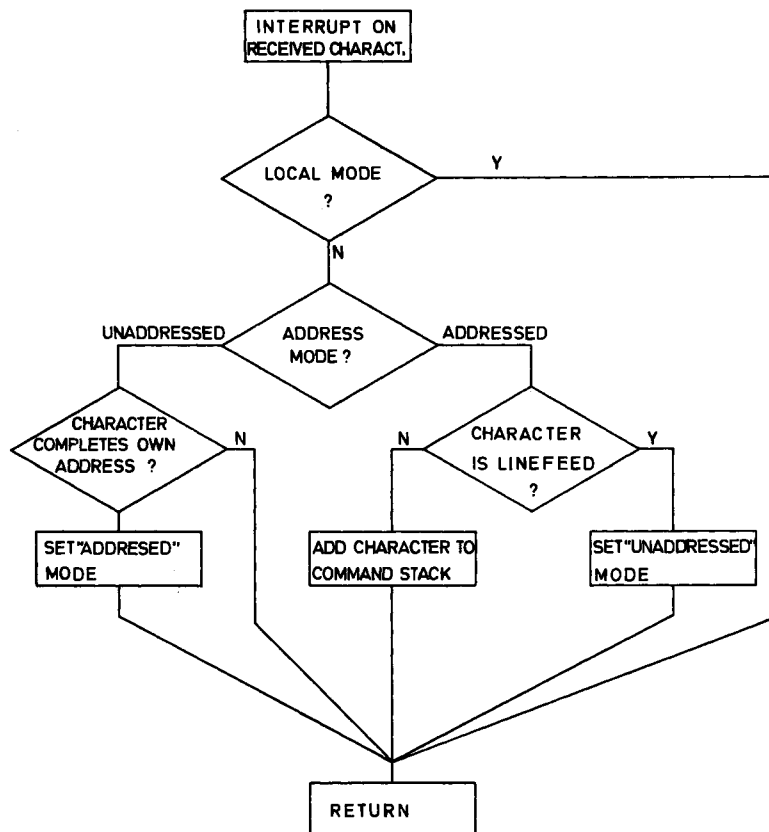 INTERRUPT ON
RECEIVED CHARACT.
LOCAL MODE
?
Y
N
UNADDRESSED
ADDRESS
MODE?
ADDRESSED
CHARACTER
COMPLETES OWN
ADDRESS ?
N
N
CHARACTER
IS LINEFEED
?
Y
SET"ADDRESED"
MODE
ADD CHARACTER TO
COMMAND STACK
SET"UNADDRESSED"
MODE
RETURN